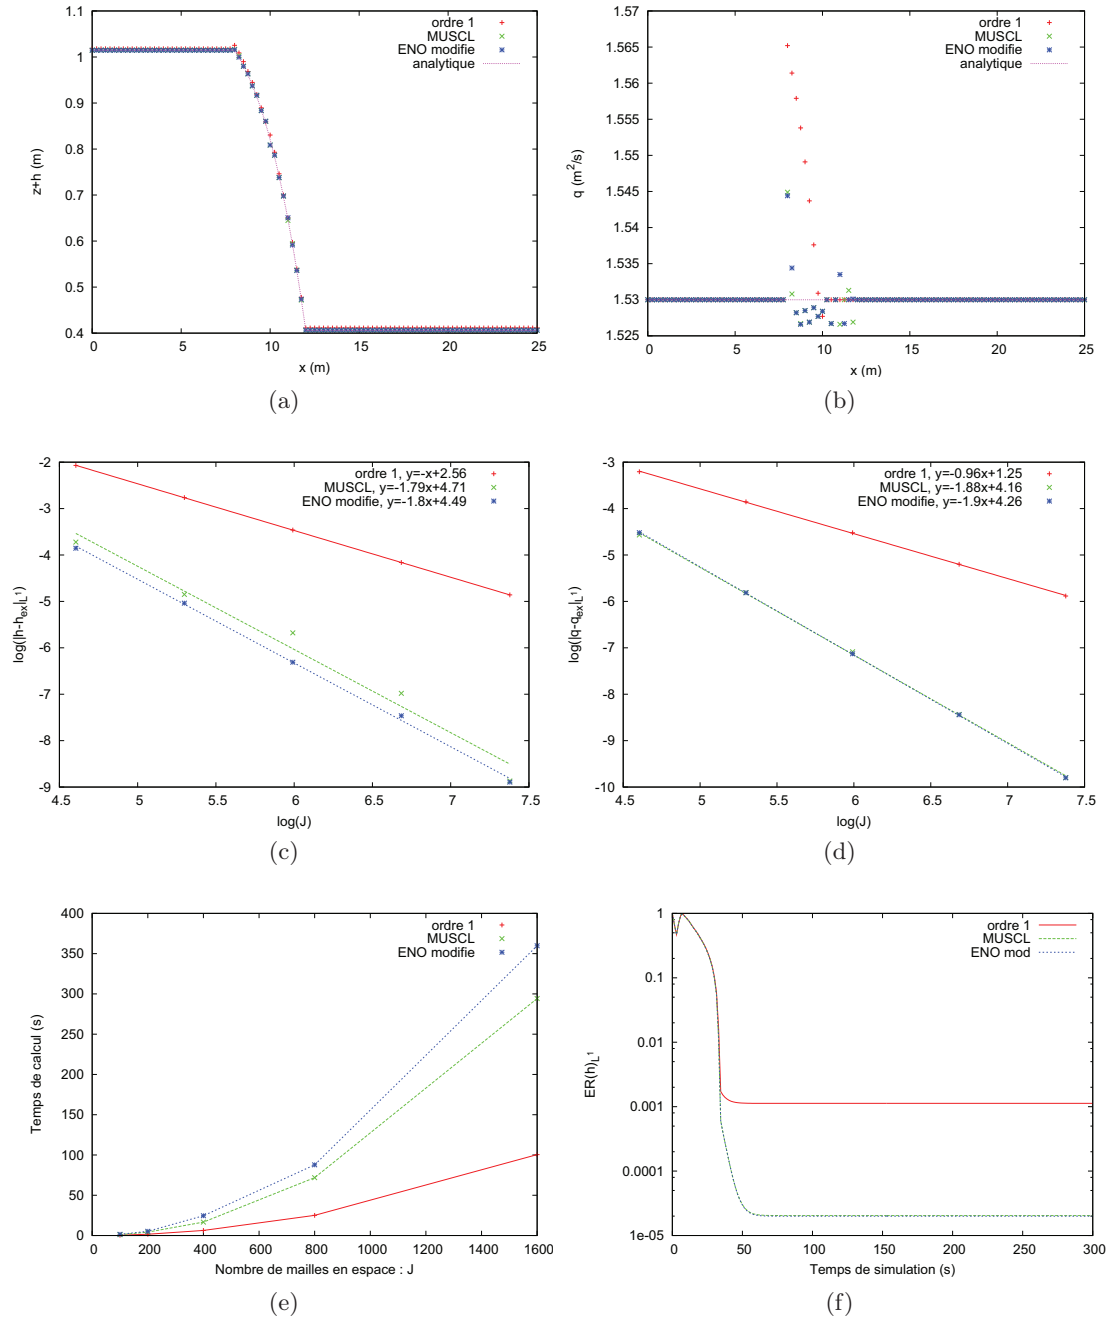 1.1
1
0.9
0.8
0.7
0.6
0.5
0.4
z+h (m)
0 5 10 15 20 25
x (m)
ordre 1
MUSCL
ENO modifie
analytique
(a)
1.57
1.565
1.56
1.555
1.55
1.545
1.54
1.535
1.53
1.525
q (m²/s)
0 5 10 15 20 25
x (m)
ordre 1
MUSCL
ENO modifie
analytique
(b)
-2
-3
-4
-5
-6
-7
-8
-9
log(|h-h_ex|_L¹)
4.5 5 5.5 6 6.5 7 7.5
log(J)
ordre 1, y=-x+2.56
MUSCL, y=-1.79x+4.71
ENO modifie, y=-1.8x+4.49
(c)
-3
-4
-5
-6
-7
-8
-9
-10
log(|q-q_ex|_L¹)
4.5 5 5.5 6 6.5 7 7.5
log(J)
ordre 1, y=-0.96x+1.25
MUSCL, y=-1.88x+4.16
ENO modifie, y=-1.9x+4.26
(d)
400
350
300
250
200
150
100
50
0
Temps de calcul (s)
0 200 400 600 800 1000 1200 1400 1600
Nombre de mailles en espace : J
ordre 1
MUSCL
ENO modifie
(e)
1
0.1
0.01
0.001
0.0001
1e-05
ER(h)_L¹
0 50 100 150 200 250 300
Temps de simulation (s)
ordre 1
MUSCL
ENO mod
(f)